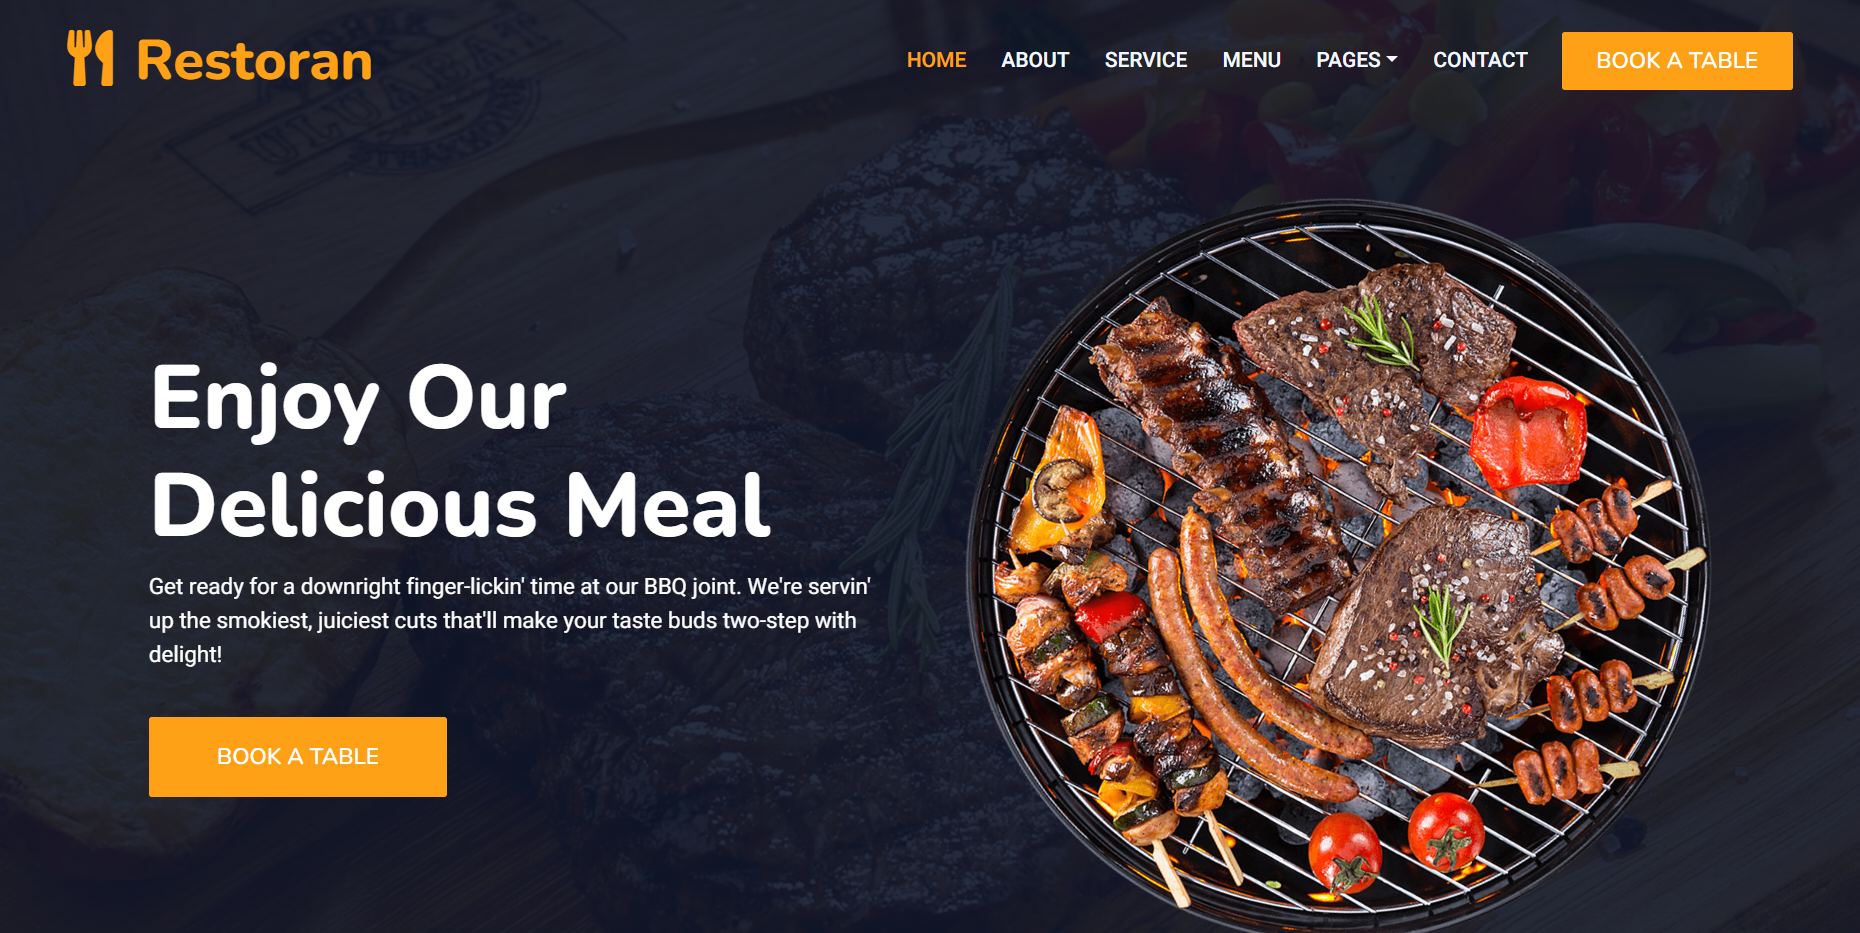 Restoran
HOME ABOUT SERVICE MENU PAGES CONTACT BOOK A TABLE
Enjoy Our
Delicious Meal
Get ready for a downright finger-lickin' time at our BBQ joint. We're servin'
up the smokiest, juiciest cuts that'll make your taste buds two-step with
delight!
BOOK A TABLE